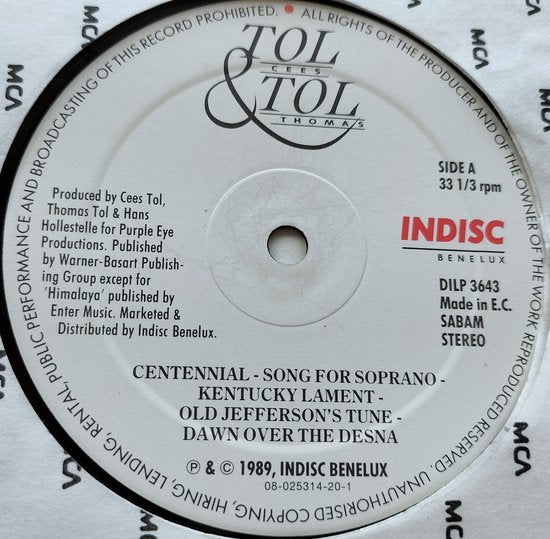 UNAUTHORISED COPYING, HIRING, LENDING, RENTAL, PUBLIC PERFORMANCE AND BROADCASTING OF THIS RECORD PROHIBITED. • ALL RIGHTS OF THE PRODUCER AND OF THE OWNER OF THE WORK REPRODUCED RESERVED.
TOL
CEES
& TOL
THOMAS
SIDE A
33 1/3 rpm
Produced by Cees Tol,
Thomas Tol & Hans
Hollestelle for Purple Eye
Productions. Published
by Warner-Basart Publish-
ing Group except for
'Himalaya' published by
Enter Music. Marketed &
Distributed by Indisc Benelux.
INDISC
BENELUX
DILP 3643
Made in E.C.
SABAM
STEREO
CENTENNIAL - SONG FOR SOPRANO -
KENTUCKY LAMENT -
OLD JEFFERSON'S TUNE -
DAWN OVER THE DESNA
℗ & © 1989, INDISC BENELUX
08-025314-20-1
MCA
MCA
MCA
MCA
MCA
MCA
MCA
MCA